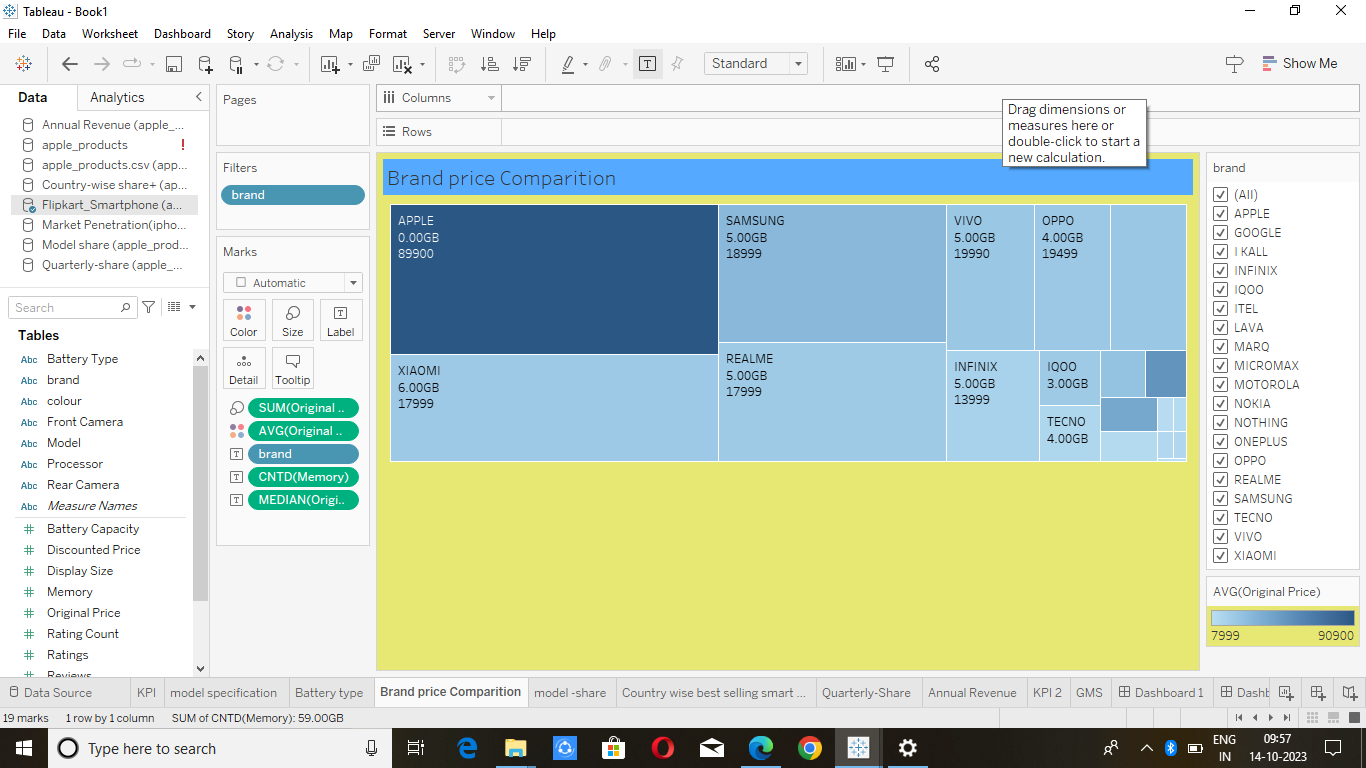 Tableau - Book1
File Data Worksheet Dashboard Story Analysis Map Format Server Window Help
Standard
Show Me
Data Analytics
Annual Revenue (apple_...
apple_products !
apple_products.csv (app...
Country-wise share+ (ap...
Flipkart_Smartphone (a...
Market Penetration(ipho...
Model share (apple_prod...
Quarterly-share (apple_...
Search
Tables
Abc Battery Type
Abc brand
Abc colour
Abc Front Camera
Abc Model
Abc Processor
Abc Rear Camera
Abc Measure Names
# Battery Capacity
# Discounted Price
# Display Size
# Memory
# Original Price
# Rating Count
# Ratings
# Reviews
Pages
Filters
brand
Marks
Automatic
Color Size Label
Detail Tooltip
SUM(Original ..
AVG(Original ..
brand
CNTD(Memory)
MEDIAN(Origi..
Columns
Rows
Drag dimensions or
measures here or
double-click to start a
new calculation.
Brand price Comparition
APPLE
0.00GB
89900
XIAOMI
6.00GB
17999
SAMSUNG
5.00GB
18999
REALME
5.00GB
17999
VIVO
5.00GB
19990
OPPO
4.00GB
19499
INFINIX
5.00GB
13999
IQOO
3.00GB
TECNO
4.00GB
brand
(All)
APPLE
GOOGLE
I KALL
INFINIX
IQOO
ITEL
LAVA
MARQ
MICROMAX
MOTOROLA
NOKIA
NOTHING
ONEPLUS
OPPO
REALME
SAMSUNG
TECNO
VIVO
XIAOMI
AVG(Original Price)
7999 90900
Data Source KPI model specification Battery type Brand price Comparition model -share Country wise best selling smart ... Quarterly-Share Annual Revenue KPI 2 GMS Dashboard 1 Dashb
19 marks 1 row by 1 column SUM of CNTD(Memory): 59.00GB
Type here to search
ENG
IN
09:57
14-10-2023